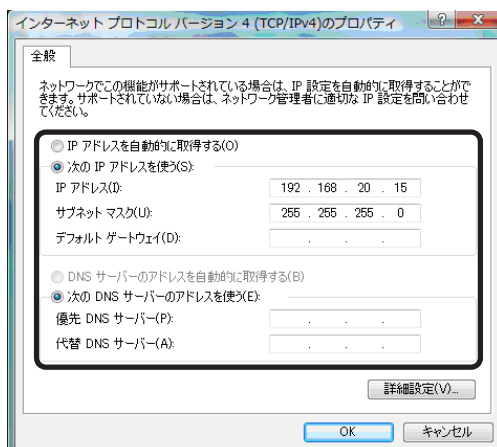 インターネット プロトコル バージョン 4 (TCP/IPv4)のプロパティ
全般
ネットワークでこの機能がサポートされている場合は、IP 設定を自動的に取得することがで
きます。サポートされていない場合は、ネットワーク管理者に適切な IP 設定を問い合わせ
てください。
IP アドレスを自動的に取得する(O)
次の IP アドレスを使う(S):
IP アドレス(I): 192 . 168 . 20 . 15
サブネット マスク(U): 255 . 255 . 255 . 0
デフォルト ゲートウェイ(D): . . .
DNS サーバーのアドレスを自動的に取得する(B)
次の DNS サーバーのアドレスを使う(E):
優先 DNS サーバー(P): . . .
代替 DNS サーバー(A): . . .
詳細設定(V)...
OK キャンセル